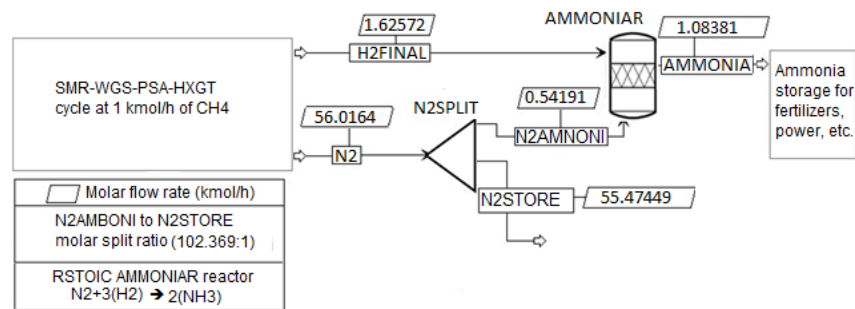 1.62572
H2FINAL
AMMONIAR
1.08381
AMMONIA
SMR-WGS-PSA-HXGT
cycle at 1 kmol/h of CH4
56.0164
N2
N2SPLIT
0.54191
N2AMNONI
N2STORE
55.47449
Ammonia
storage for
fertilizers,
power, etc.
Molar flow rate (kmol/h)
N2AMBONI to N2STORE
molar split ratio (102.369:1)
RSTOIC AMMONIAR reactor
N2+3(H2) → 2(NH3)